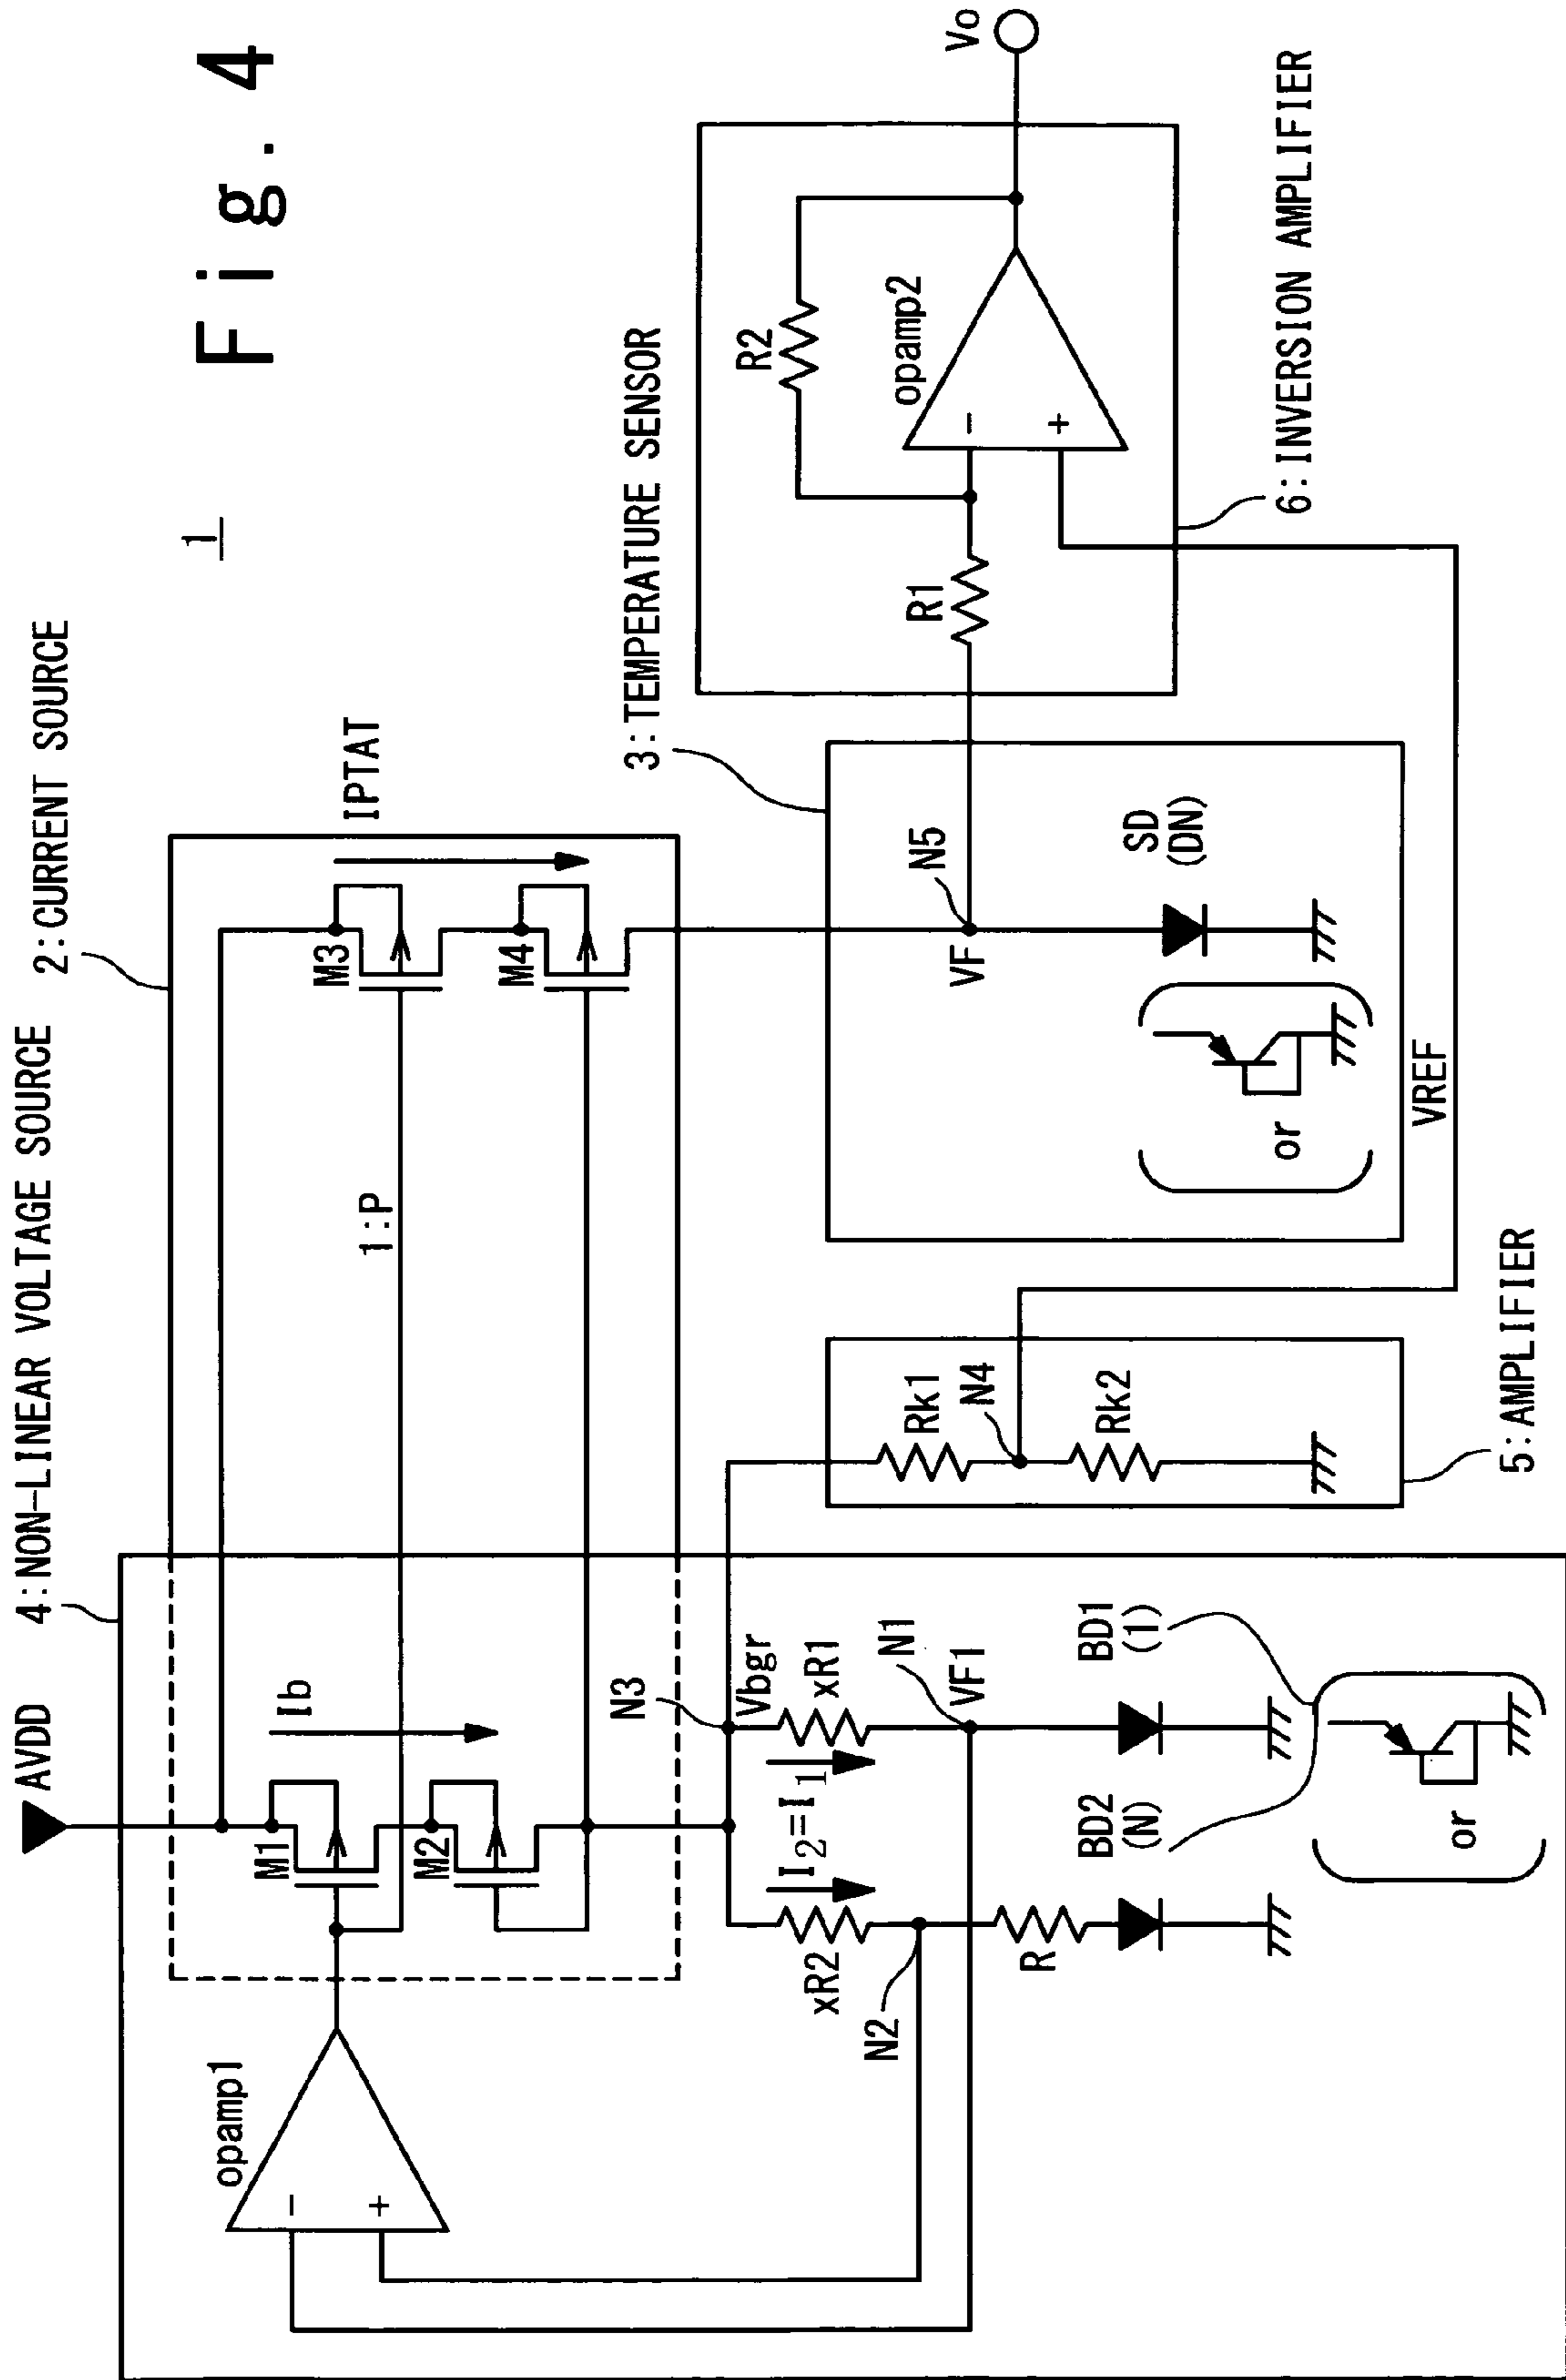 Fig. 4
1
4:NON-LINEAR VOLTAGE SOURCE
2:CURRENT SOURCE
AVDD
opamp1
-
+
M1
M2
Ib
1:P
M3
M4
IPTAT
N3
Vbgr
xR2
I2=I1
xR1
N2
N1
VF1
R
BD2
(N)
BD1
(1)
or
Rk1
N4
Rk2
5:AMPLIFIER
VREF
3:TEMPERATURE SENSOR
VF
N5
SD
(DN)
or
R1
R2
opamp2
-
+
Vo
6:INVERSION AMPLIFIER